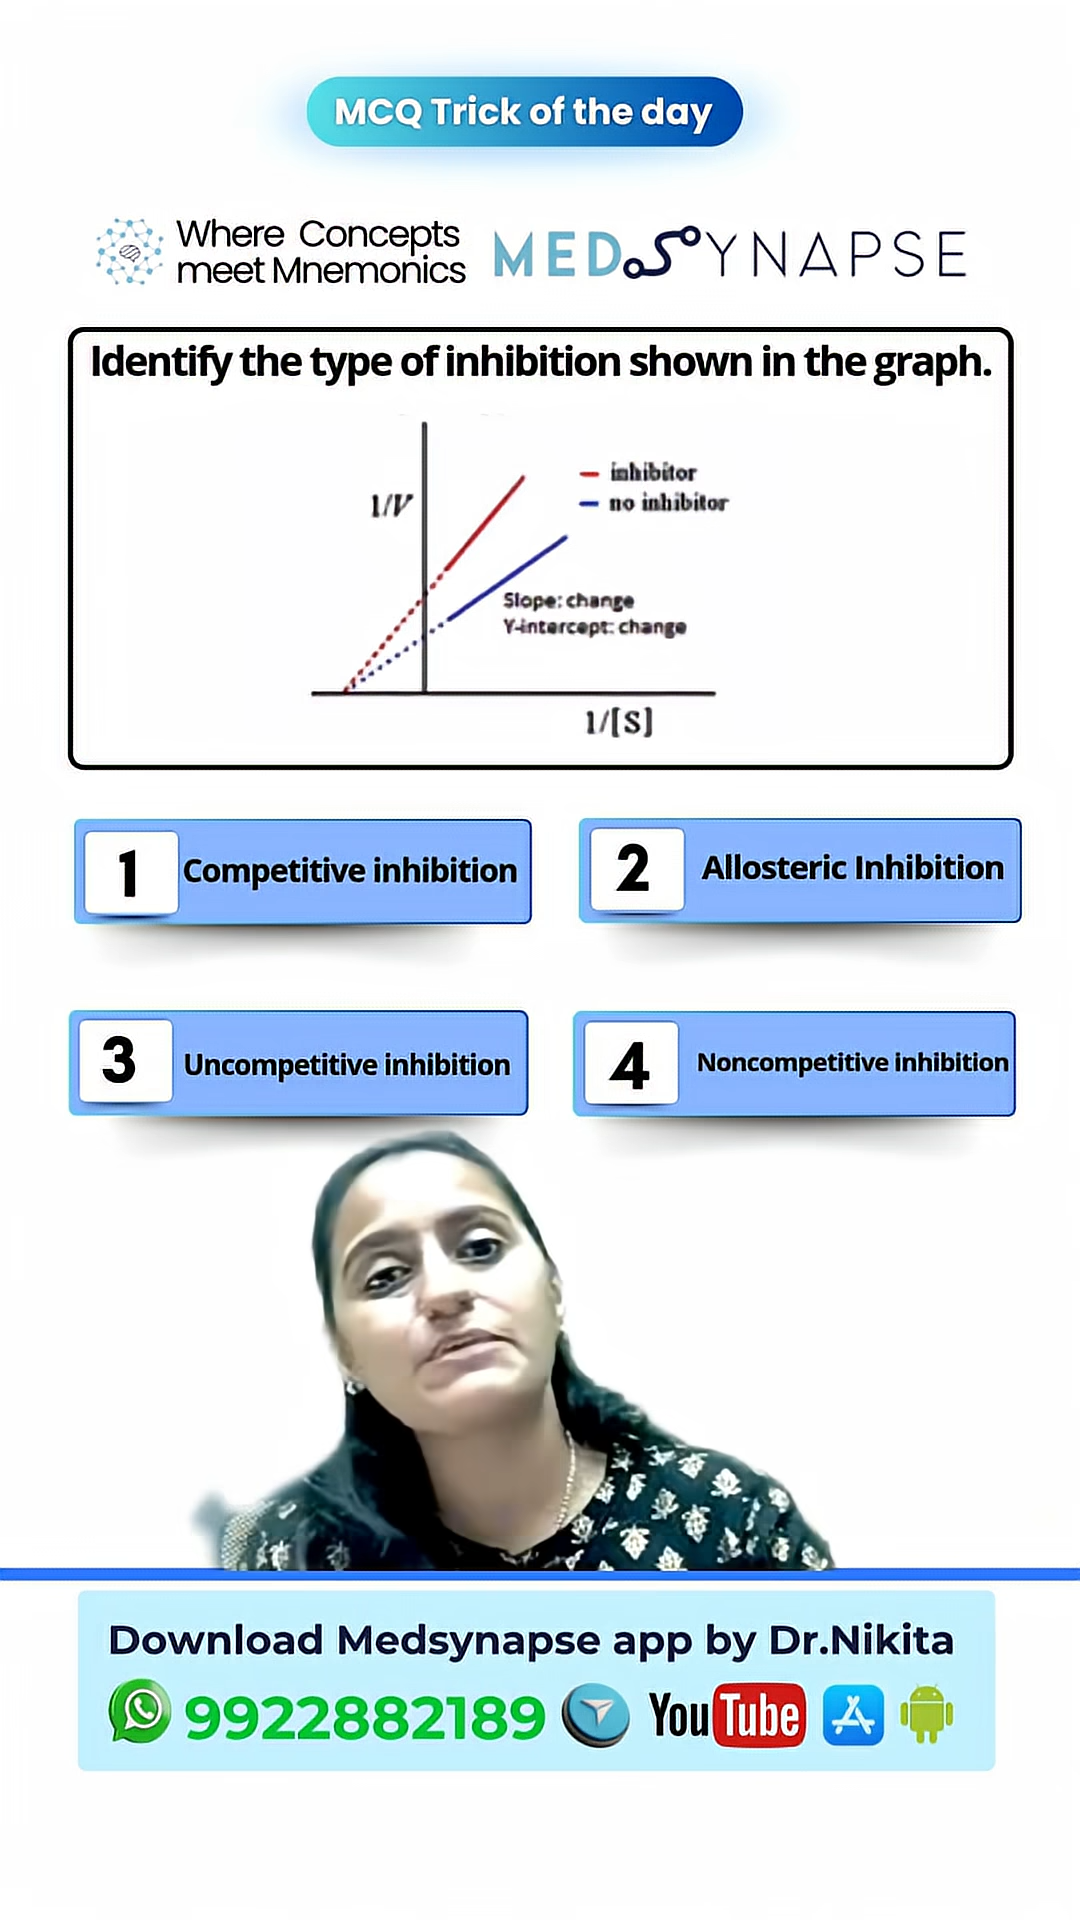 MCQ Trick of the day
Where Concepts
meet Mnemonics
MEDSYNAPSE
Identify the type of inhibition shown in the graph.
1/V
inhibitor
no inhibitor
Slope: change
Y-intercept: change
1/[S]
1 Competitive inhibition
2 Allosteric Inhibition
3 Uncompetitive inhibition
4 Noncompetitive inhibition
Download Medsynapse app by Dr.Nikita
9922882189 YouTube